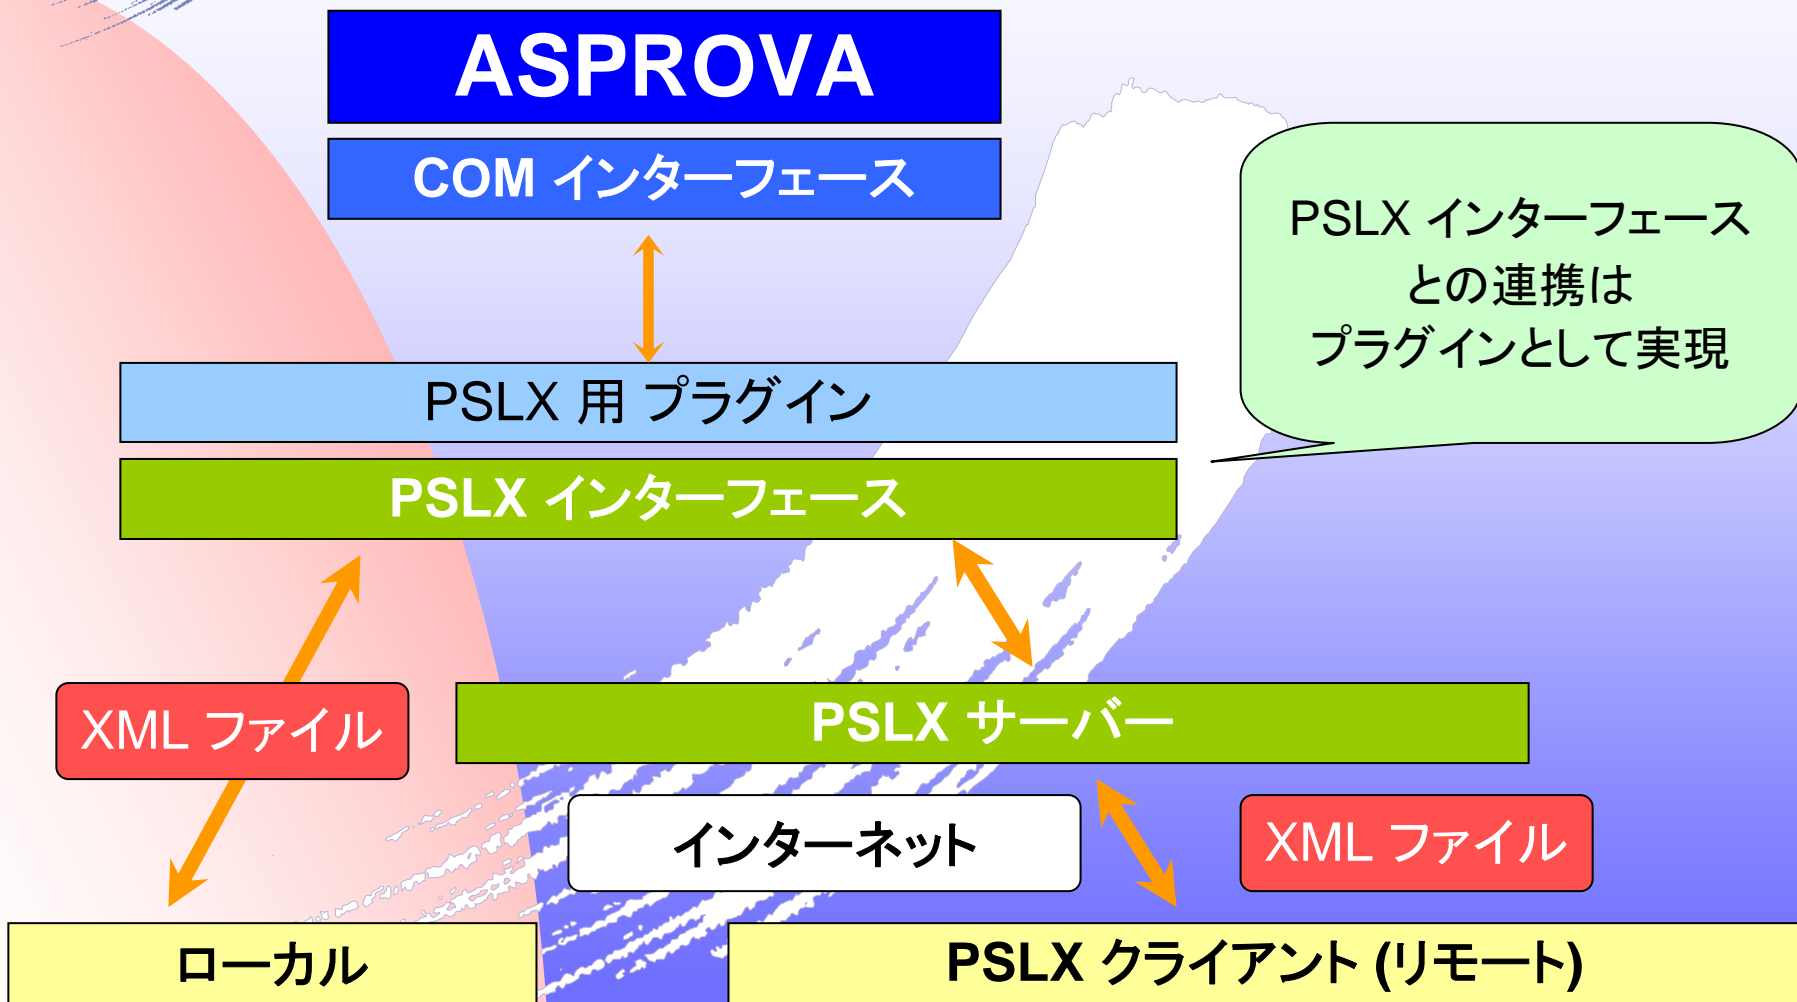 ASPROVA
COM インターフェース
PSLX インターフェース
との連携は
プラグインとして実現
PSLX 用 プラグイン
PSLX インターフェース
XML ファイル
PSLX サーバー
インターネット
XML ファイル
ローカル
PSLX クライアント (リモート)